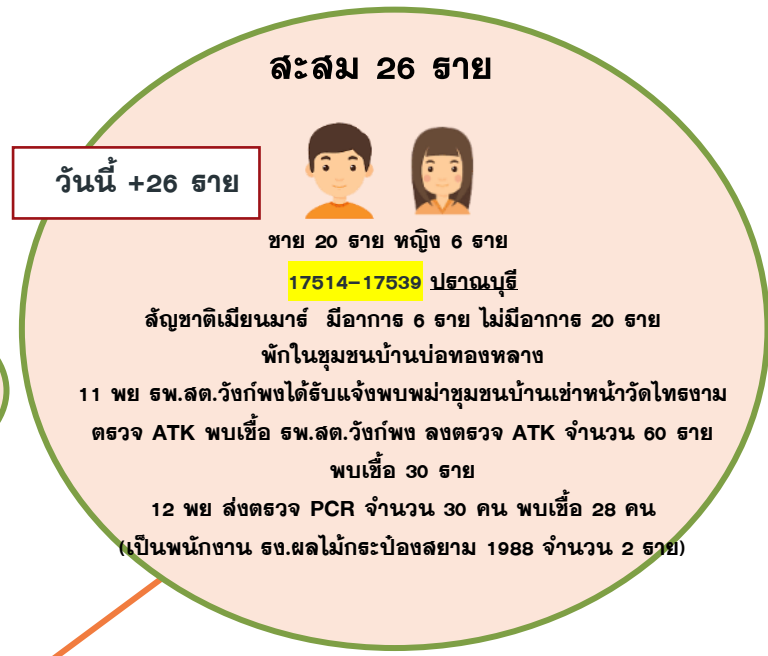 สะสม 26 ราย
วันนี้ +26 ราย
ชาย 20 ราย หญิง 6 ราย
17514-17539 ปราณบุรี
สัญชาติเมียนมาร์ มีอาการ 6 ราย ไม่มีอาการ 20 ราย
พักในชุมชนบ้านบ่อทองหลาง
11 พย รพ.สต.วังก์พงได้รับแจ้งพบพม่าชุมชนบ้านเช่าหน้าวัดไทรงาม
ตรวจ ATK พบเชื้อ รพ.สต.วังก์พง ลงตรวจ ATK จำนวน 60 ราย
พบเชื้อ 30 ราย
12 พย ส่งตรวจ PCR จำนวน 30 คน พบเชื้อ 28 คน
(เป็นพนักงาน รง.ผลไม้กระป๋องสยาม 1988 จำนวน 2 ราย)